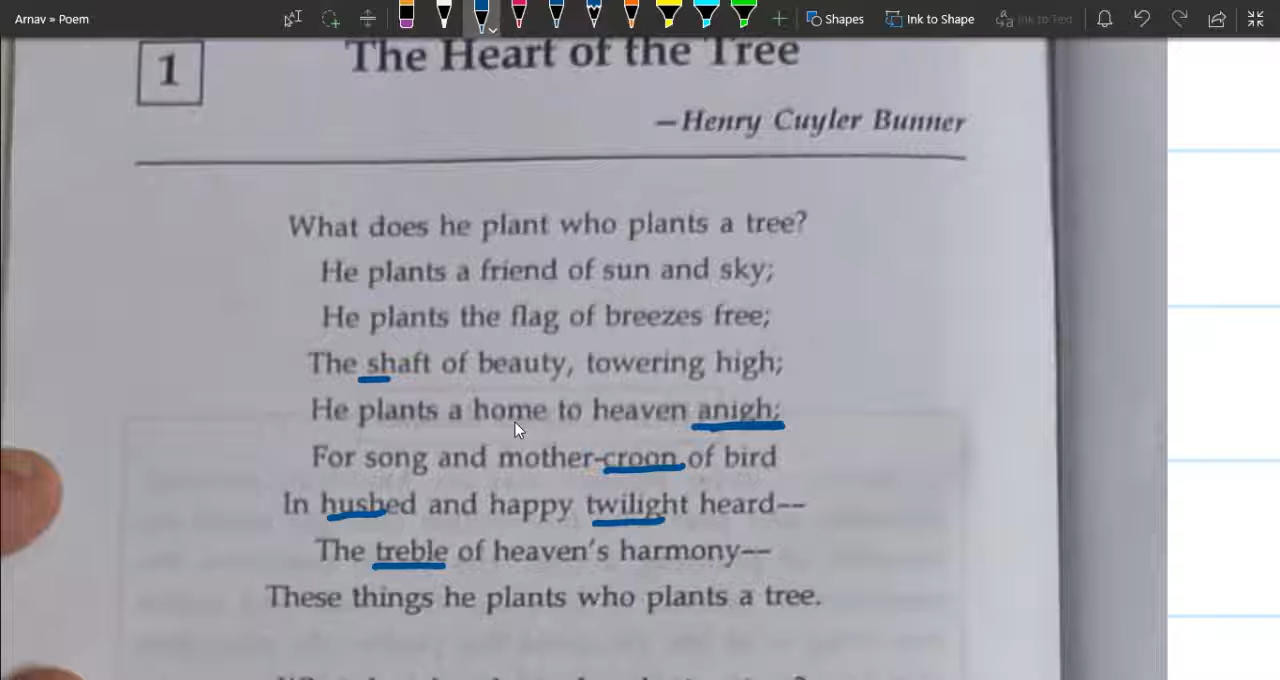 Arnav » Poem
Shapes
Ink to Shape
Ink to Text
1
The Heart of the Tree
—Henry Cuyler Bunner
What does he plant who plants a tree?
He plants a friend of sun and sky;
He plants the flag of breezes free;
The shaft of beauty, towering high;
He plants a home to heaven anigh;
For song and mother-croon of bird
In hushed and happy twilight heard--
The treble of heaven's harmony--
These things he plants who plants a tree.